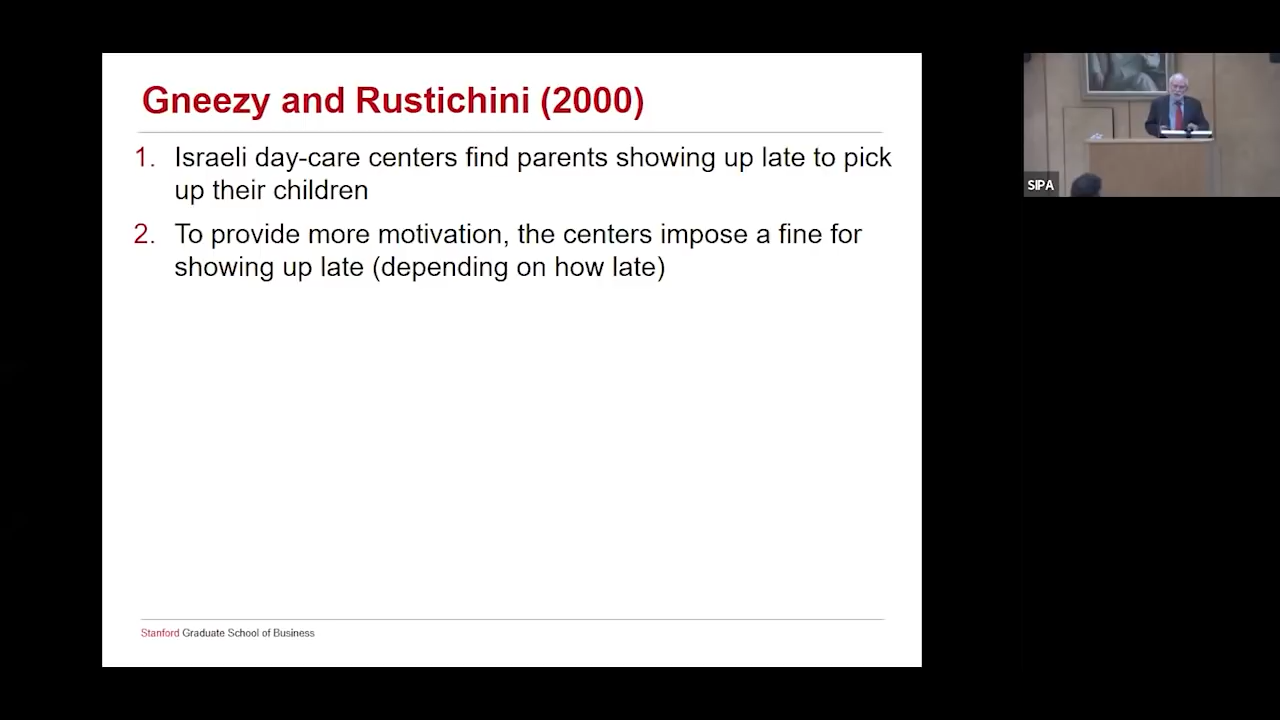 Gneezy and Rustichini (2000)
1. Israeli day-care centers find parents showing up late to pick
up their children
2. To provide more motivation, the centers impose a fine for
showing up late (depending on how late)
Stanford Graduate School of Business
SIPA